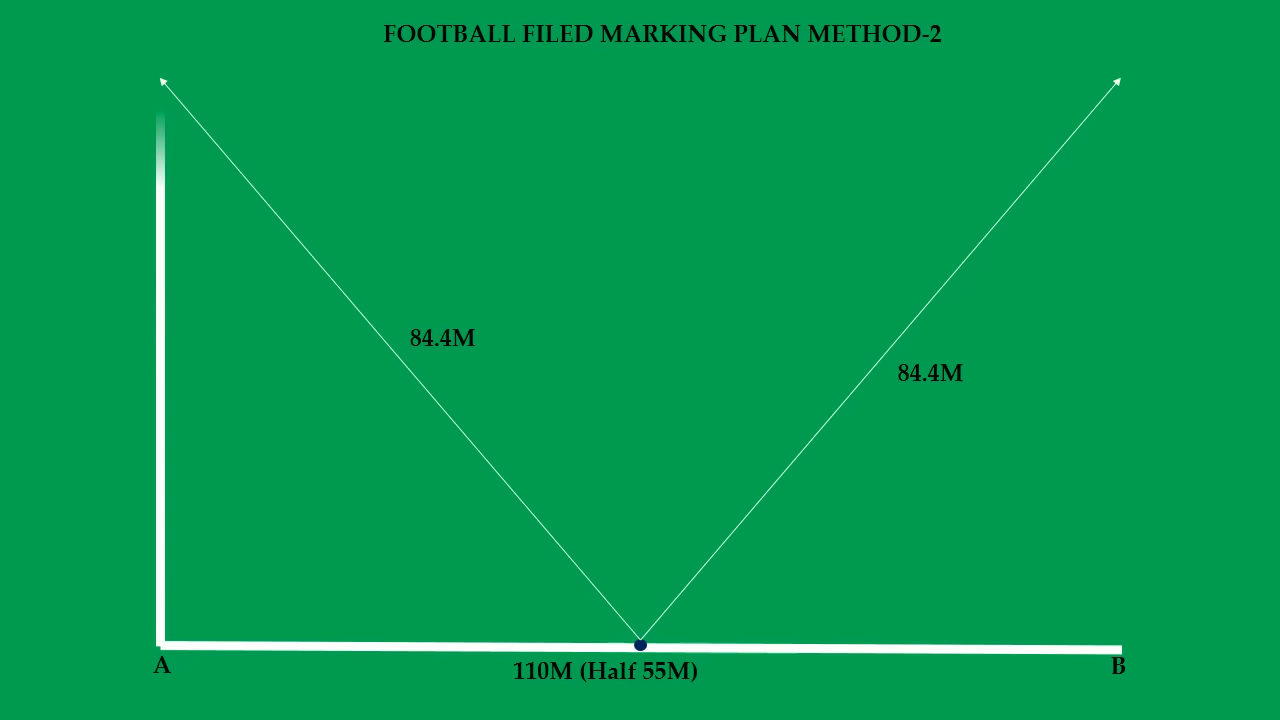 FOOTBALL FILED MARKING PLAN METHOD-2
84.4M
84.4M
A
110M (Half 55M)
B